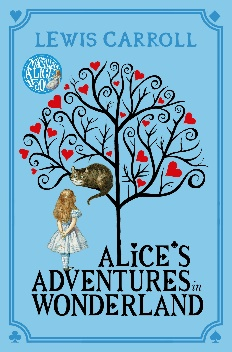 LEWIS CARROLL
ALICE'S
ADVENTURES in
WONDERLAND